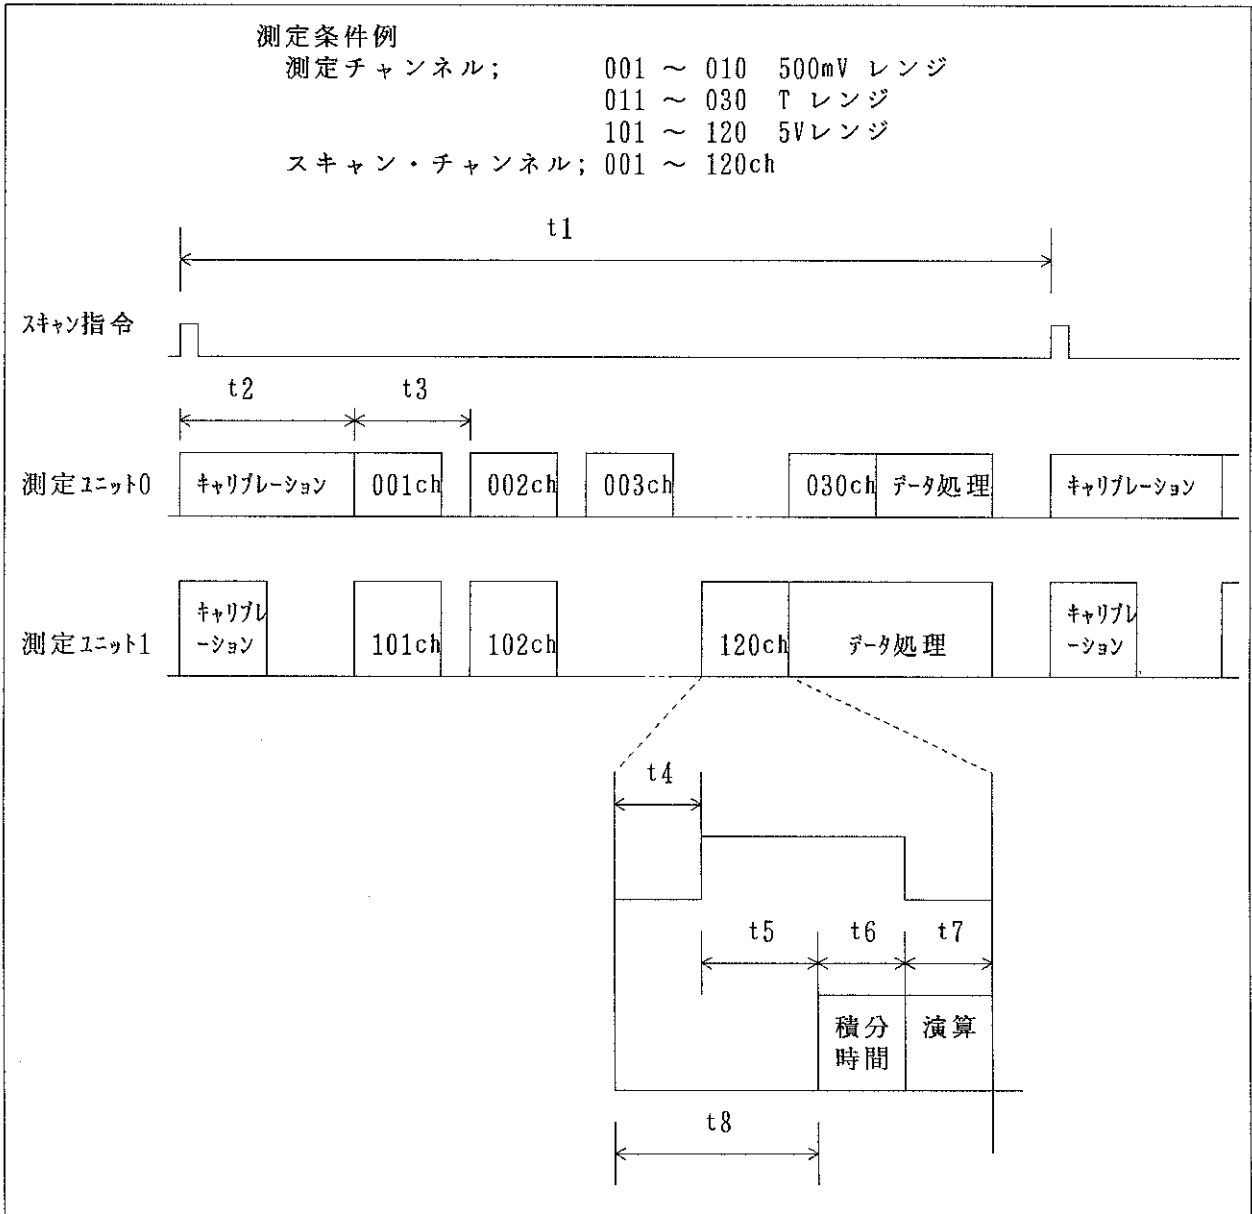 測定条件例
測定チャンネル; 001 ～ 010 500mV レンジ
011 ～ 030 T レンジ
101 ～ 120 5Vレンジ
スキャン・チャンネル; 001 ～ 120ch
t1
スキャン指令
t2 t3
測定ユニット0 キャリブレーション 001ch 002ch 003ch 030ch データ処理 キャリブレーション
測定ユニット1 キャリブレ
ーション 101ch 102ch 120ch データ処理 キャリブレ
ーション
t4
t5 t6 t7
積分 演算
時間
t8